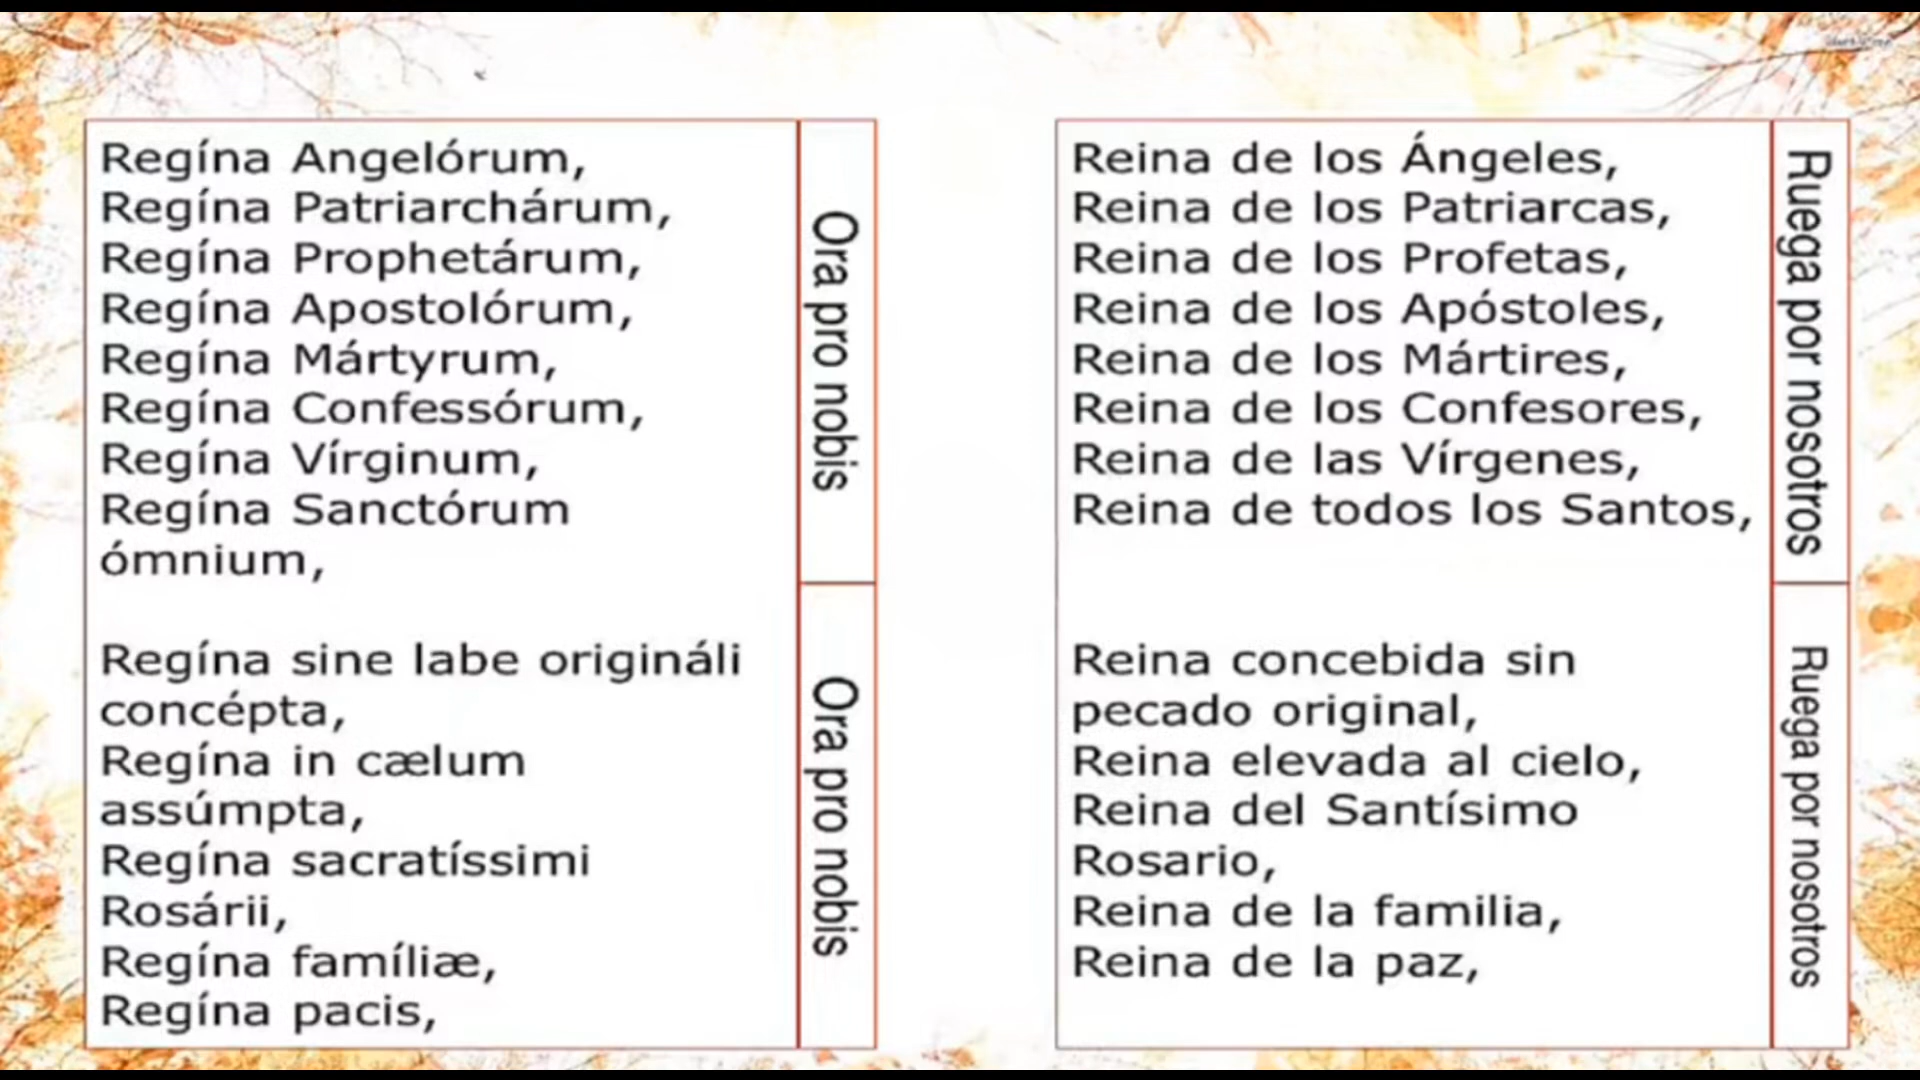 Regína Angelórum,
Regína Patriarchárum,
Regína Prophetárum,
Regína Apostolórum,
Regína Mártyrum,
Regína Confessórum,
Regína Vírginum,
Regína Sanctórum
ómnium,
Ora pro nobis
Regína sine labe origináli
concépta,
Regína in cælum
assúmpta,
Regína sacratíssimi
Rosárii,
Regína famíliæ,
Regína pacis,
Ora pro nobis
Reina de los Ángeles,
Reina de los Patriarcas,
Reina de los Profetas,
Reina de los Apóstoles,
Reina de los Mártires,
Reina de los Confesores,
Reina de las Vírgenes,
Reina de todos los Santos,
Ruega por nosotros
Reina concebida sin
pecado original,
Reina elevada al cielo,
Reina del Santísimo
Rosario,
Reina de la familia,
Reina de la paz,
Ruega por nosotros